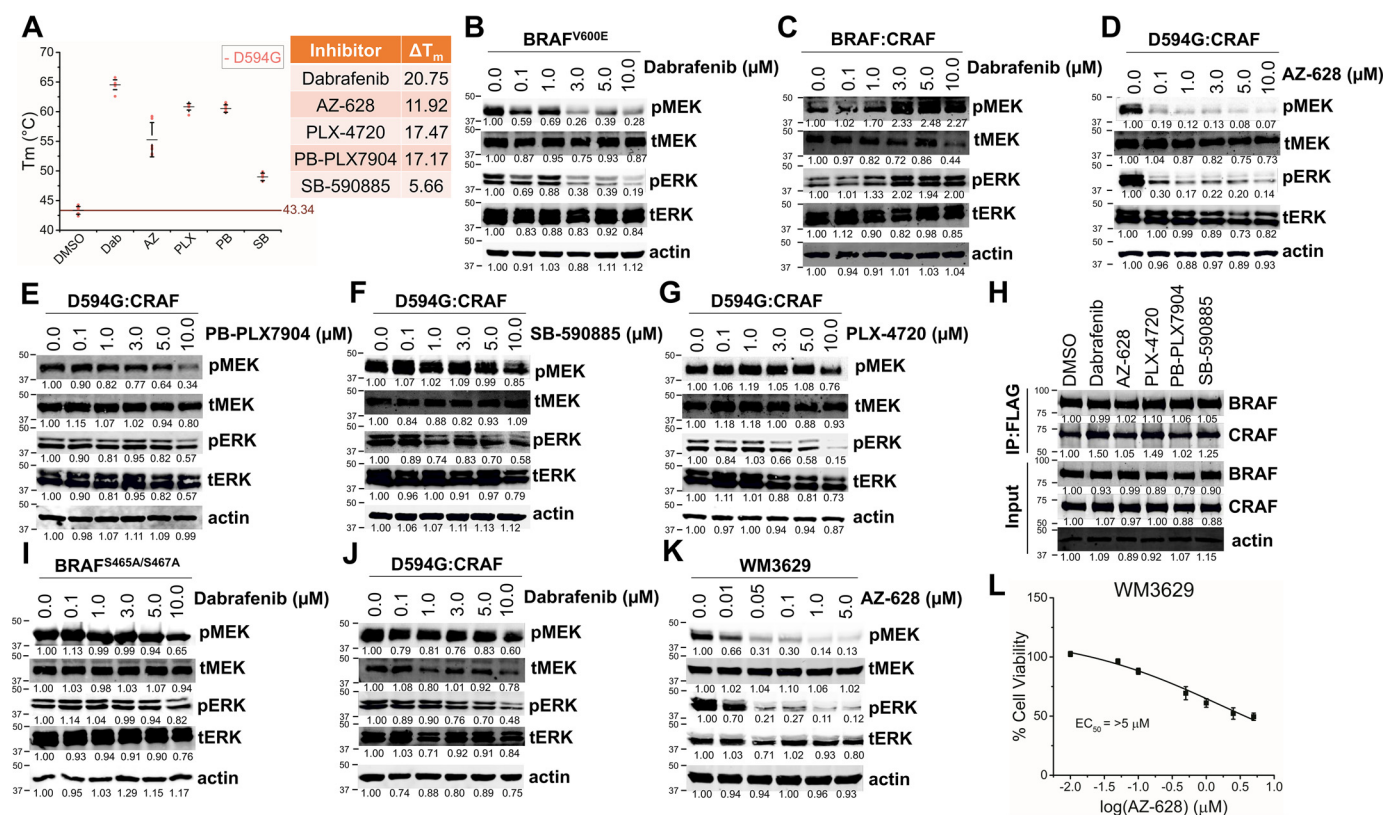 A
70
65
60
55
50
45
40
Tm (°C)
- D594G
43.34
DMSO
Dab
AZ
PLX
PB
SB
Inhibitor ΔTm
Dabrafenib 20.75
AZ-628 11.92
PLX-4720 17.47
PB-PLX7904 17.17
SB-590885 5.66
B
BRAFV600E
0.0 0.1 1.0 3.0 5.0 10.0 Dabrafenib (µM)
50
37
pMEK
1.00 0.59 0.69 0.26 0.39 0.28
tMEK
1.00 0.87 0.95 0.75 0.93 0.87
pERK
1.00 0.69 0.88 0.38 0.39 0.19
tERK
1.00 0.83 0.88 0.83 0.92 0.84
actin
1.00 0.91 1.03 0.88 1.11 1.12
C
BRAF:CRAF
0.0 0.1 1.0 3.0 5.0 10.0 Dabrafenib (µM)
50
37
pMEK
1.00 1.02 1.70 2.33 2.48 2.27
tMEK
1.00 0.97 0.82 0.72 0.86 0.44
pERK
1.00 1.01 1.33 2.02 1.94 2.00
tERK
1.00 1.12 0.90 0.82 0.98 0.85
actin
1.00 0.94 0.91 1.01 1.03 1.04
D
D594G:CRAF
0.0 0.1 1.0 3.0 5.0 10.0 AZ-628 (µM)
50
37
pMEK
1.00 0.19 0.12 0.13 0.08 0.07
tMEK
1.00 1.04 0.87 0.82 0.75 0.73
pERK
1.00 0.30 0.17 0.22 0.20 0.14
tERK
1.00 1.00 0.99 0.89 0.73 0.82
actin
1.00 0.96 0.88 0.97 0.89 0.93
E
D594G:CRAF
0.0 0.1 1.0 3.0 5.0 10.0 PB-PLX7904 (µM)
50
37
pMEK
1.00 0.90 0.82 0.77 0.64 0.34
tMEK
1.00 1.15 1.07 1.02 0.94 0.80
pERK
1.00 0.90 0.81 0.95 0.82 0.57
tERK
1.00 0.90 0.81 0.95 0.82 0.57
actin
1.00 0.98 1.08 1.11 1.09 0.99
F
D594G:CRAF
0.0 0.1 1.0 3.0 5.0 10.0 SB-590885 (µM)
50
37
pMEK
1.00 1.07 1.02 1.09 0.99 0.85
tMEK
1.00 0.84 0.88 0.82 0.93 1.09
pERK
1.00 0.89 0.74 0.83 0.70 0.58
tERK
1.00 0.96 1.00 0.91 0.97 0.79
actin
1.00 1.06 1.07 1.11 1.13 1.12
G
D594G:CRAF
0.0 0.1 1.0 3.0 5.0 10.0 PLX-4720 (µM)
50
37
pMEK
1.00 1.06 1.19 1.05 1.08 0.76
tMEK
1.00 1.18 1.18 1.00 0.88 0.93
pERK
1.00 0.84 1.03 0.66 0.58 0.15
tERK
1.00 1.11 1.01 0.88 0.81 0.73
actin
1.00 0.97 1.00 0.94 0.94 0.87
H
DMSO
Dabrafenib
AZ-628
PLX-4720
PB-PLX7904
SB-590885
IP:FLAG
100
75
BRAF
1.00 0.99 1.02 1.10 1.06 1.05
CRAF
1.00 1.50 1.05 1.49 1.02 1.25
Input
BRAF
1.00 0.93 0.99 0.89 0.79 0.90
CRAF
1.00 1.07 0.97 1.00 0.88 0.88
actin
1.00 1.09 0.89 0.92 1.07 1.15
I
BRAFS465A/S467A
0.0 0.1 1.0 3.0 5.0 10.0 Dabrafenib (µM)
50
37
pMEK
1.00 1.13 0.99 0.99 0.94 0.65
tMEK
1.00 1.03 0.98 1.03 1.07 0.94
pERK
1.00 1.14 1.04 0.99 0.94 0.82
tERK
1.00 0.93 0.94 0.91 0.90 0.76
actin
1.00 0.95 1.03 1.29 1.15 1.17
J
D594G:CRAF
0.0 0.1 1.0 3.0 5.0 10.0 Dabrafenib (µM)
50
37
pMEK
1.00 0.79 0.81 0.76 0.83 0.60
tMEK
1.00 1.08 0.80 1.01 0.92 0.78
pERK
1.00 0.89 0.90 0.76 0.70 0.48
tERK
1.00 1.03 0.71 0.92 0.91 0.84
actin
1.00 0.74 0.88 0.80 0.89 0.75
K
WM3629
0.0 0.01 0.05 0.1 1.0 5.0 AZ-628 (µM)
50
37
pMEK
1.00 0.66 0.31 0.30 0.14 0.13
tMEK
1.00 1.02 1.04 1.10 1.06 1.02
pERK
1.00 0.70 0.21 0.27 0.11 0.12
tERK
1.00 1.03 0.71 1.02 0.93 0.80
actin
1.00 0.94 0.94 1.00 0.96 0.93
L
WM3629
150
100
50
0
% Cell Viability
EC50 = >5 µM
-2.0 -1.5 -1.0 -0.5 0.0 0.5 1.0
log(AZ-628) (µM)